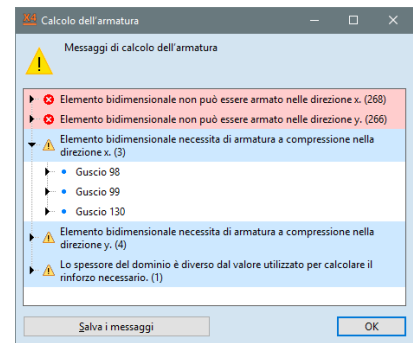 Calcolo dell'armatura
Messaggi di calcolo dell'armatura
Elemento bidimensionale non può essere armato nelle direzione x. (268)
Elemento bidimensionale non può essere armato nelle direzione y. (266)
Elemento bidimensionale necessita di armatura a compressione nella
direzione x. (3)
Guscio 98
Guscio 99
Guscio 130
Elemento bidimensionale necessita di armatura a compressione nella
direzione y. (4)
Lo spessore del dominio è diverso dal valore utilizzato per calcolare il
rinforzo necessario. (1)
Salva i messaggi
OK